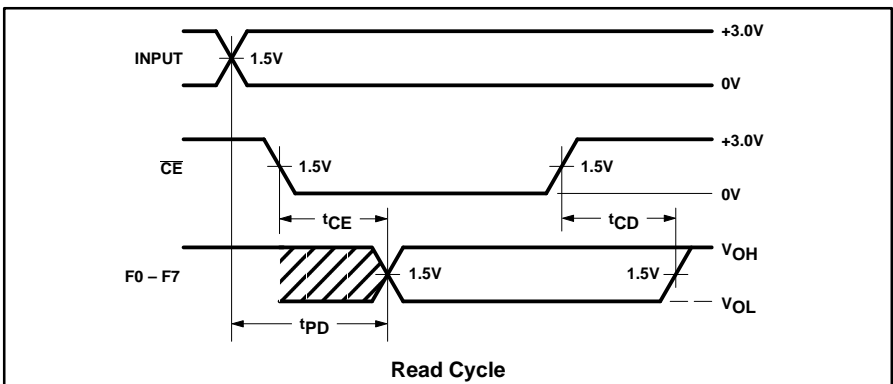 +3.0V
INPUT
1.5V
0V
+3.0V
CE
1.5V
1.5V
0V
tCE
tCD
VOH
F0 – F7
1.5V
1.5V
VOL
tPD
Read Cycle